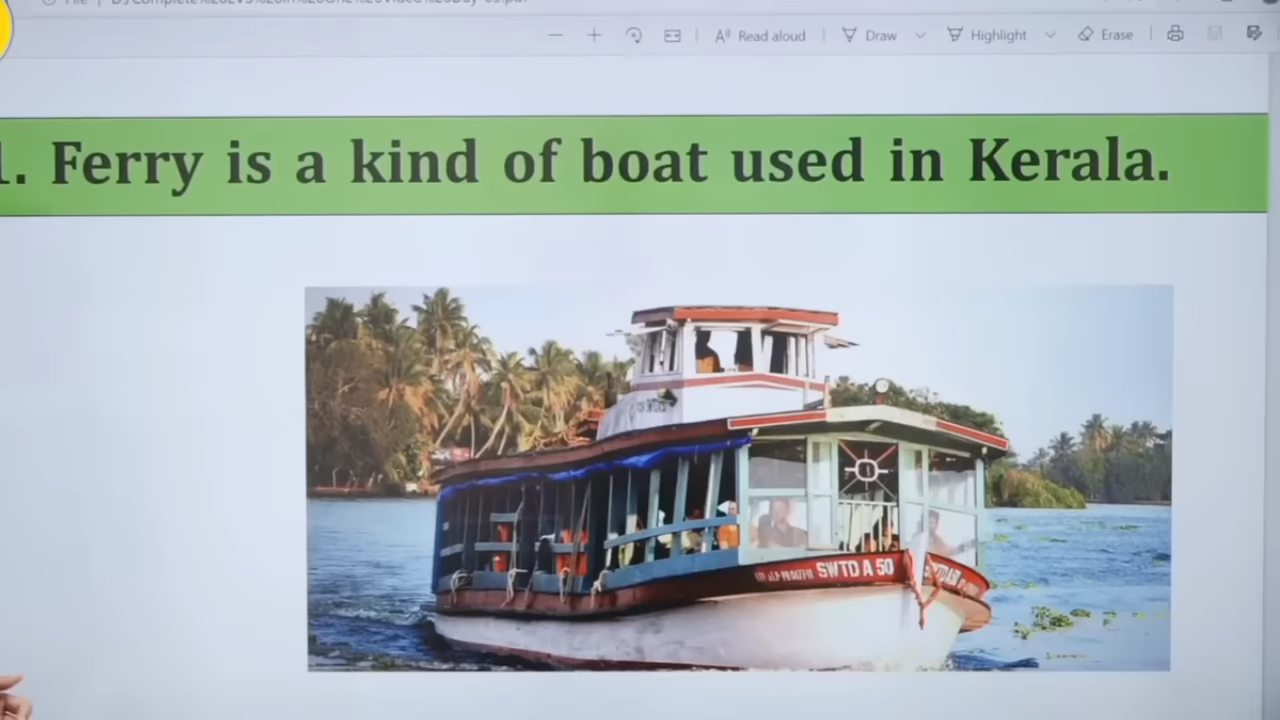 Read aloud
Draw
Highlight
Erase
1. Ferry is a kind of boat used in Kerala.
SWTD A 50